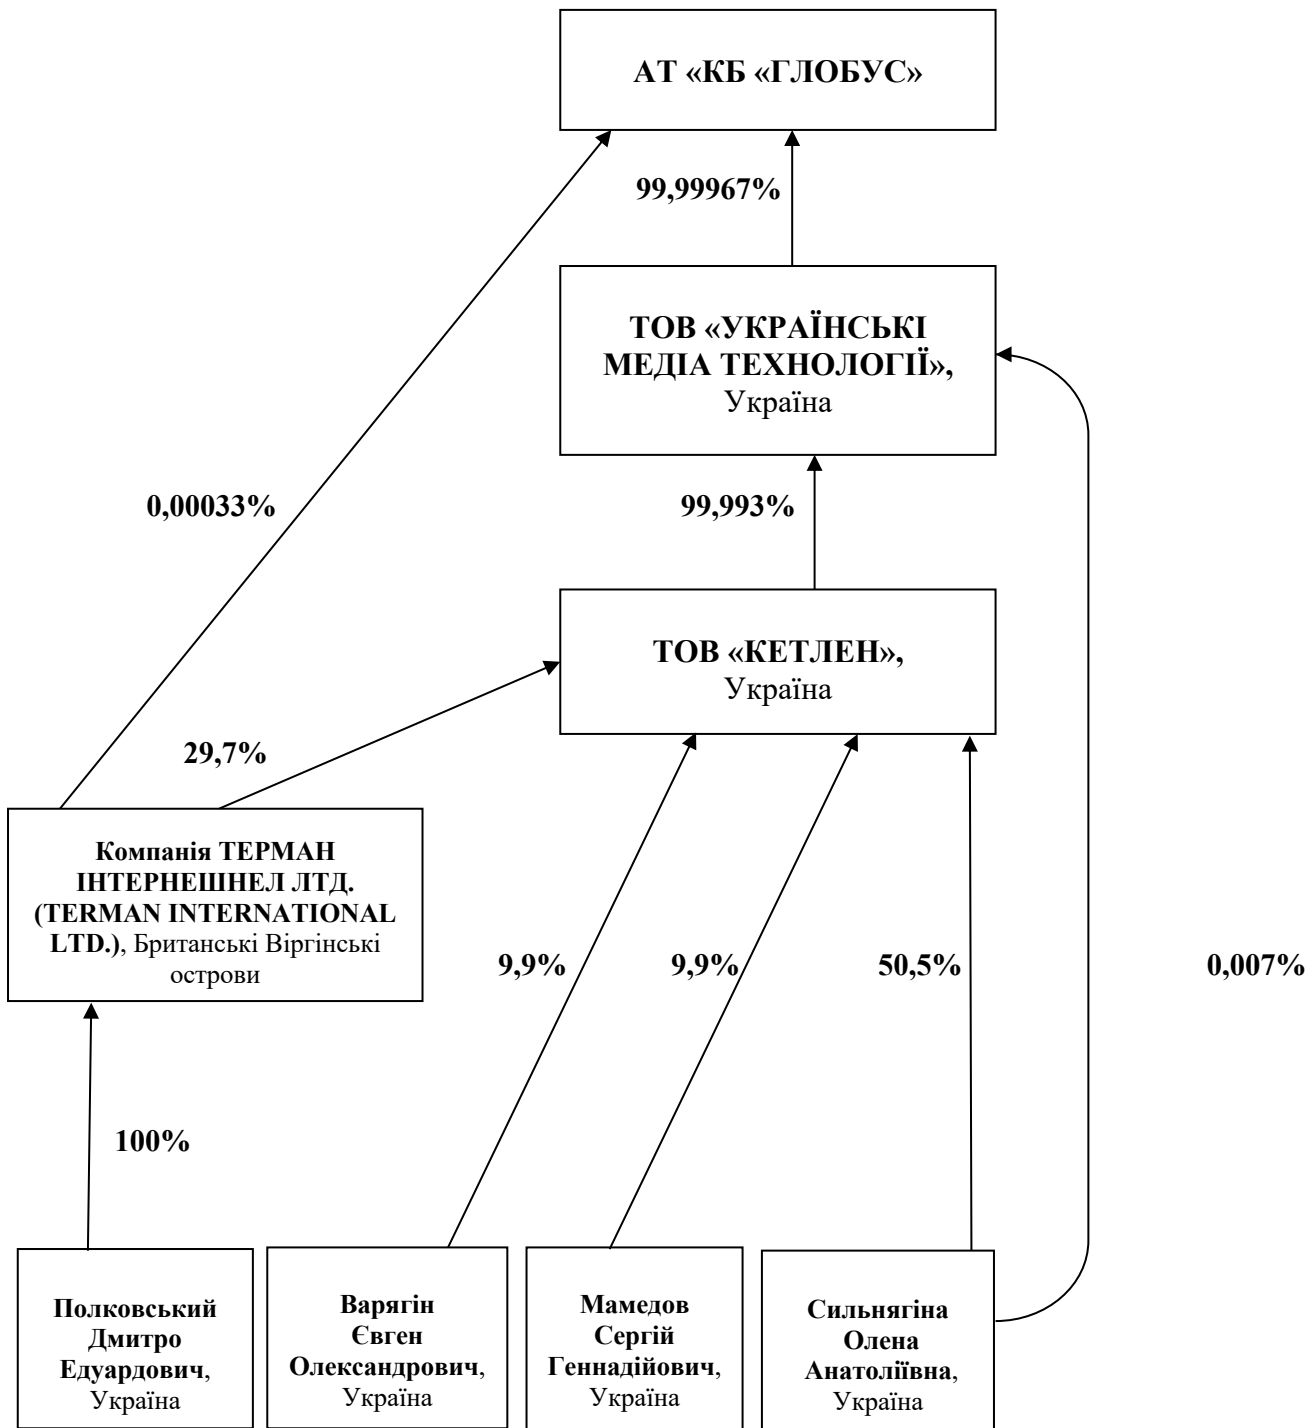 АТ «КБ «ГЛОБУС»
99,99967%
ТОВ «УКРАЇНСЬКІ
МЕДІА ТЕХНОЛОГІЇ»,
Україна
0,00033%
99,993%
ТОВ «КЕТЛЕН»,
Україна
29,7%
Компанія ТЕРМАН
ІНТЕРНЕШНЕЛ ЛТД.
(TERMAN INTERNATIONAL
LTD.), Британські Віргінські
острови
9,9%
9,9%
50,5%
0,007%
100%
Полковський
Дмитро
Едуардович,
Україна
Варягін
Євген
Олександрович,
Україна
Мамедов
Сергій
Геннадійович,
Україна
Сильнягіна
Олена
Анатоліївна,
Україна